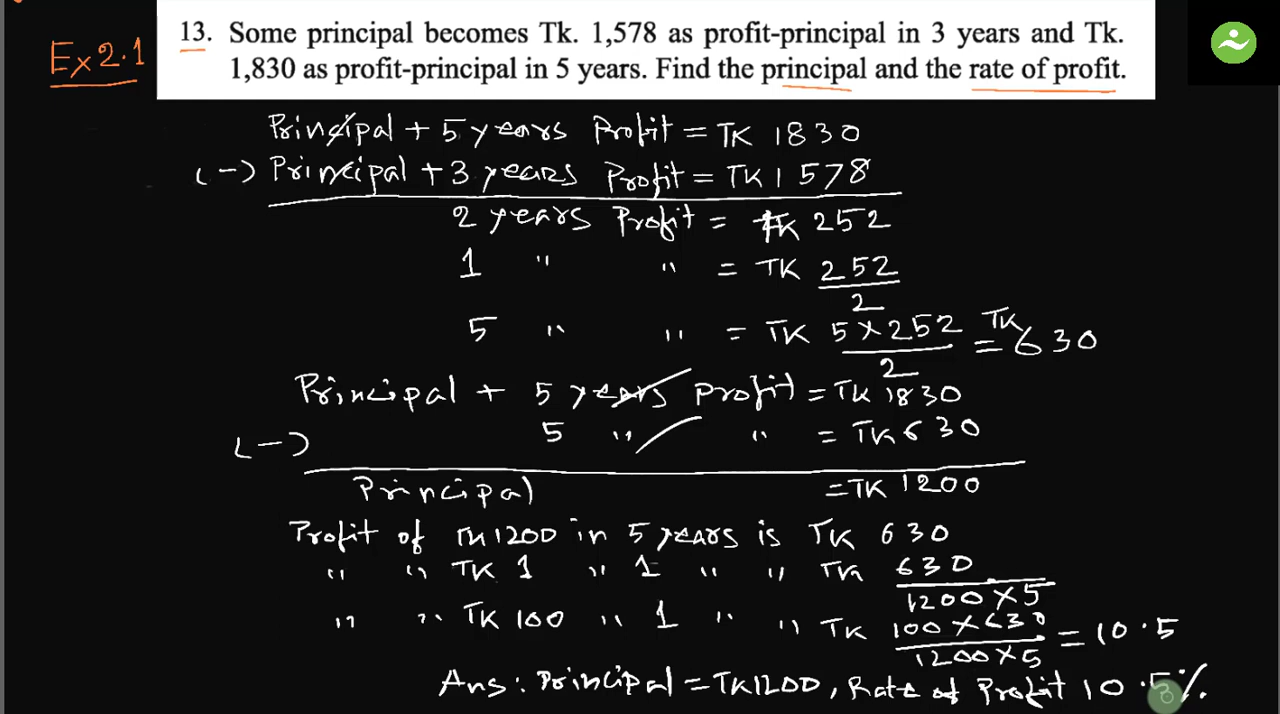 Ex 2.1
13. Some principal becomes Tk. 1,578 as profit-principal in 3 years and Tk.
1,830 as profit-principal in 5 years. Find the principal and the rate of profit.
Principal + 5 years Profit = TK 1830
(-) Principal + 3 years Profit = TK 1578
2 years Profit = TK 252
1 " " = TK 252/2
5 " " = TK 5×252/2 = TK 630
Principal + 5 years profit = TK 1830
(-) 5 " " = TK 630
Principal = TK 1200
Profit of TK 1200 in 5 years is TK 630
" " TK 1 " 1 " " TK 630/1200×5
" " TK 100 " 1 " " TK 100×630/1200×5 = 10.5
Ans: Principal = TK 1200, Rate of Profit 10.5%.